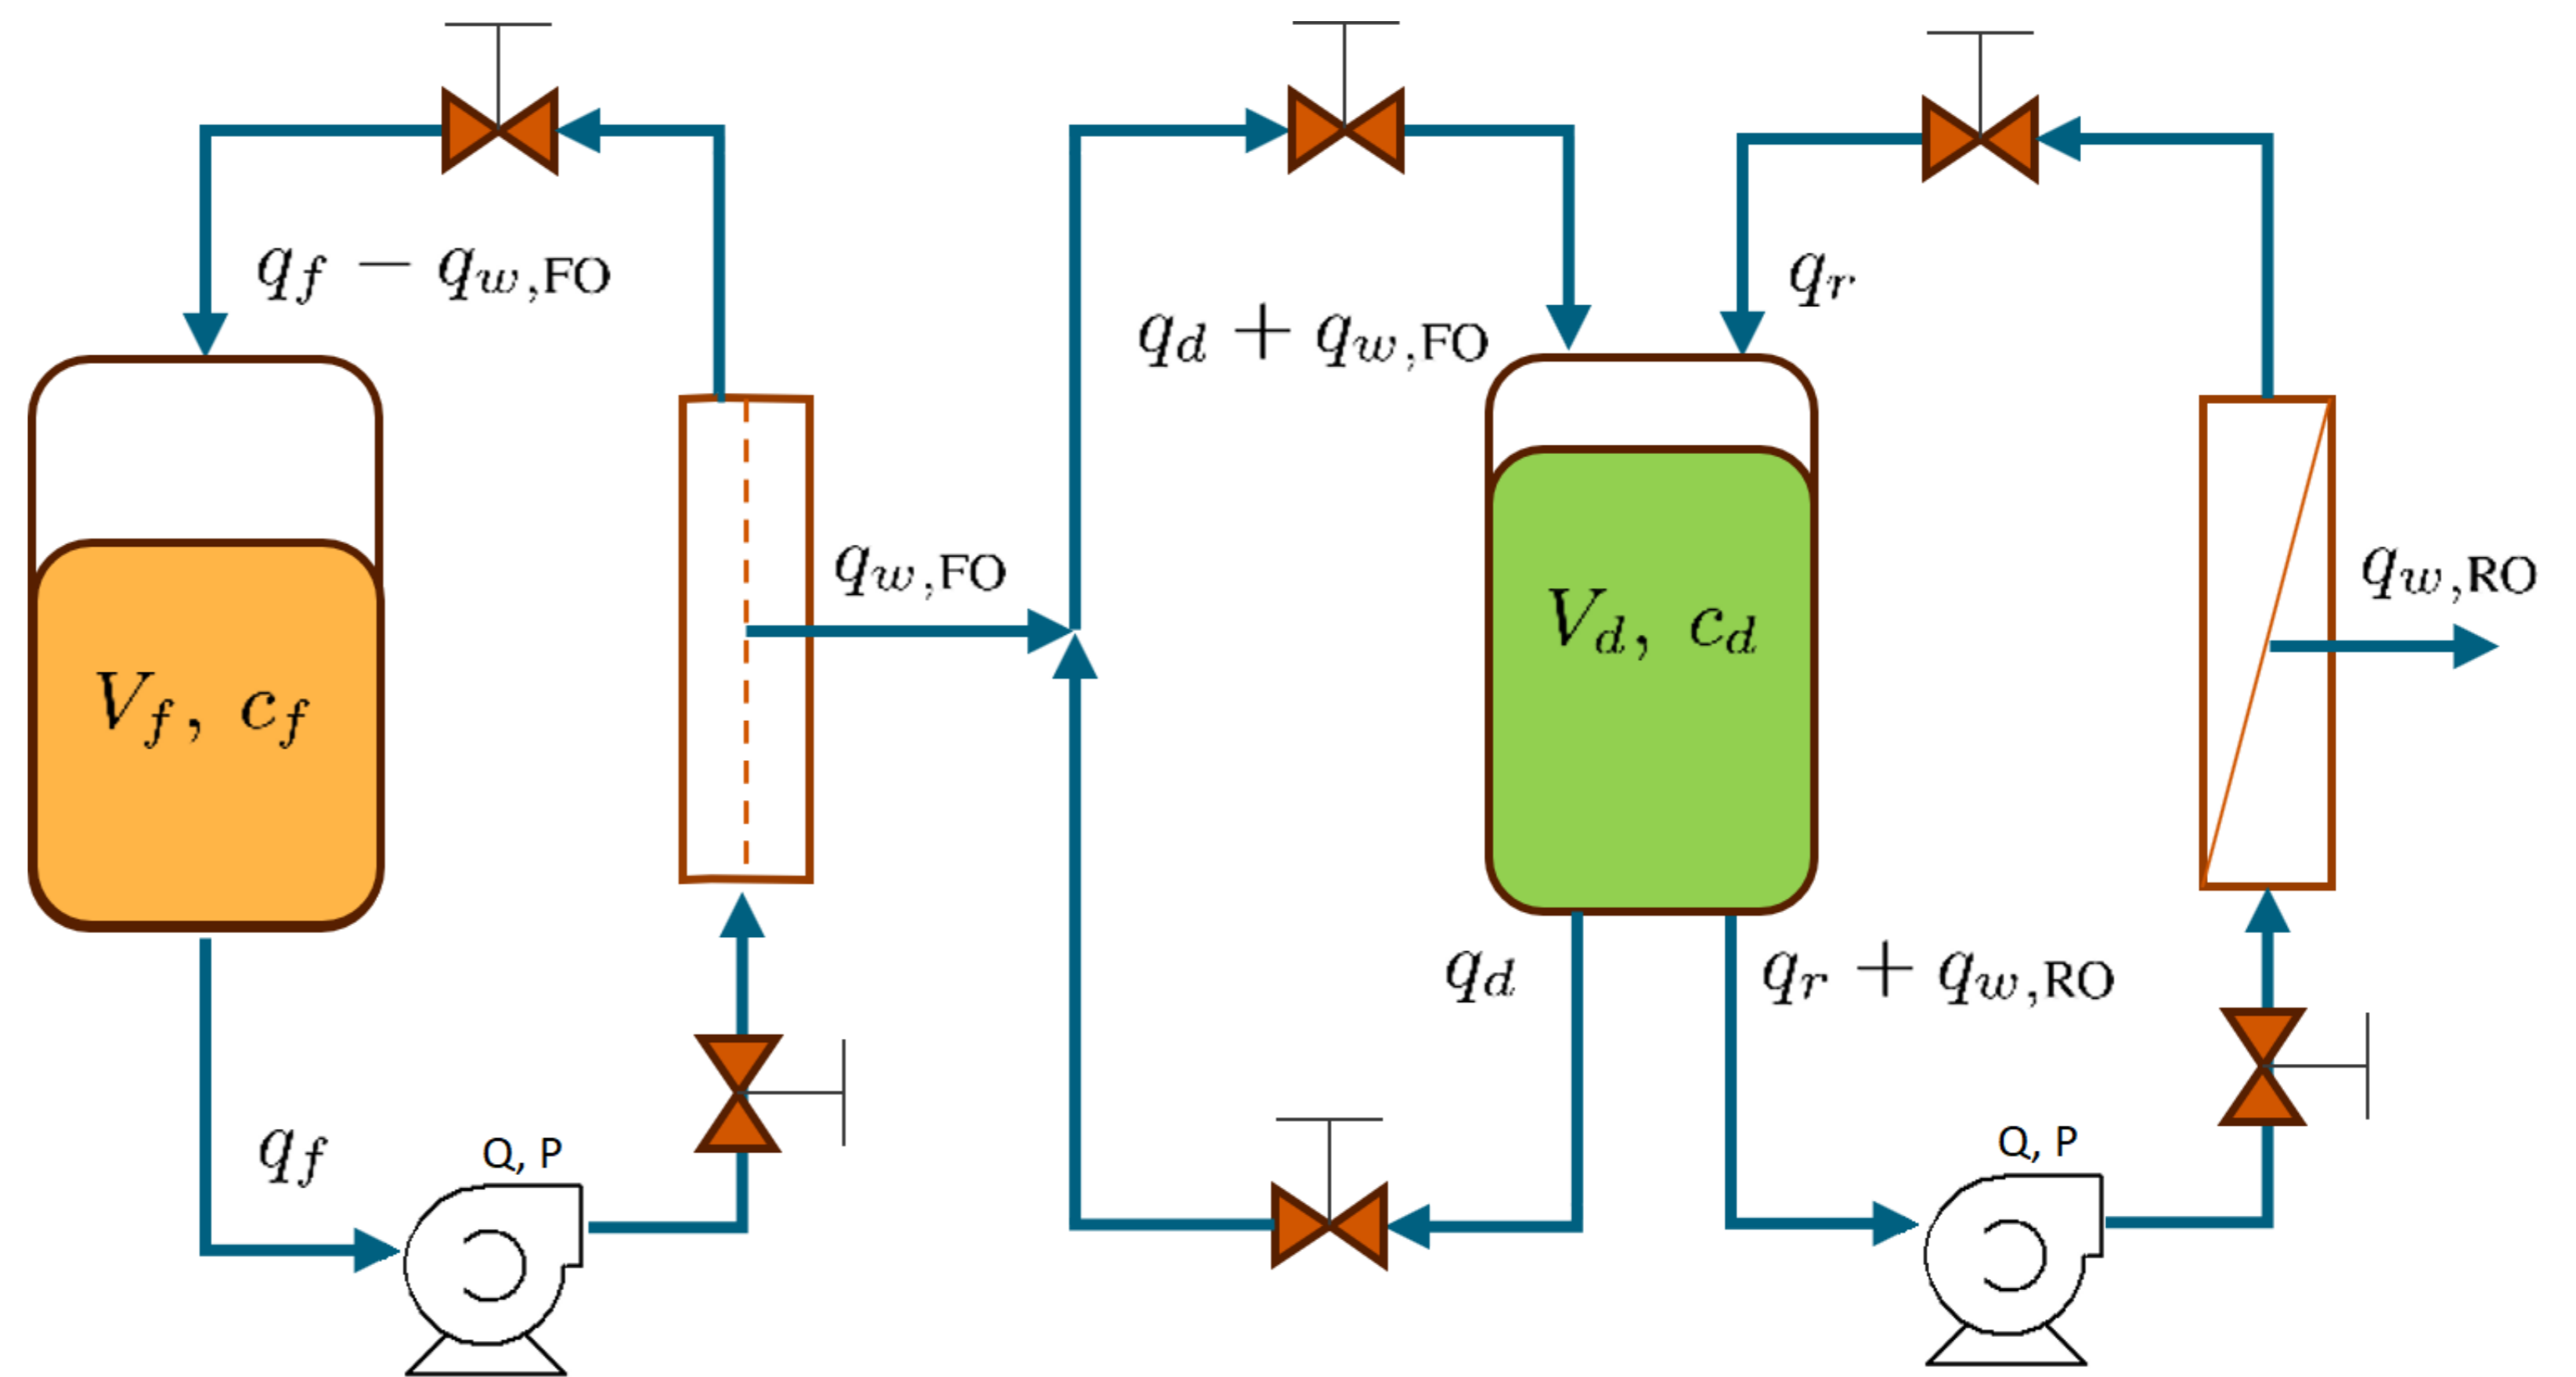 q_f − q_{w,FO}
q_d + q_{w,FO}
q_r
q_{w,FO}
q_{w,RO}
V_f, c_f
V_d, c_d
q_d
q_r + q_{w,RO}
q_f
Q, P
Q, P